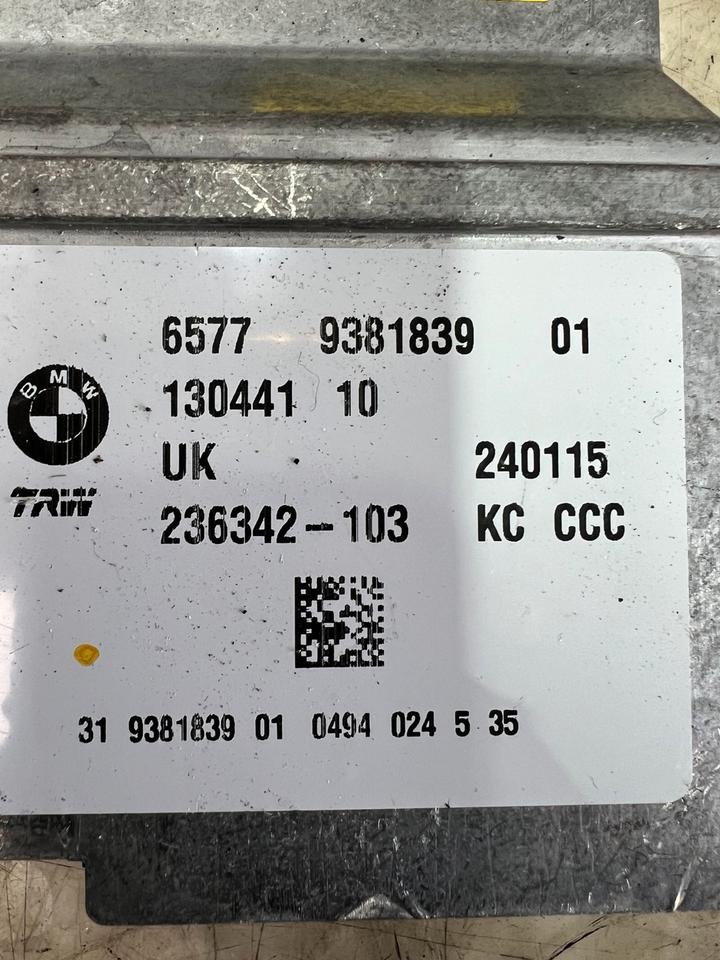 6577 9381839 01
130441 10
BMW
UK 240115
TRW
236342-103 KC CCC
31 9381839 01 0494 024 5 35